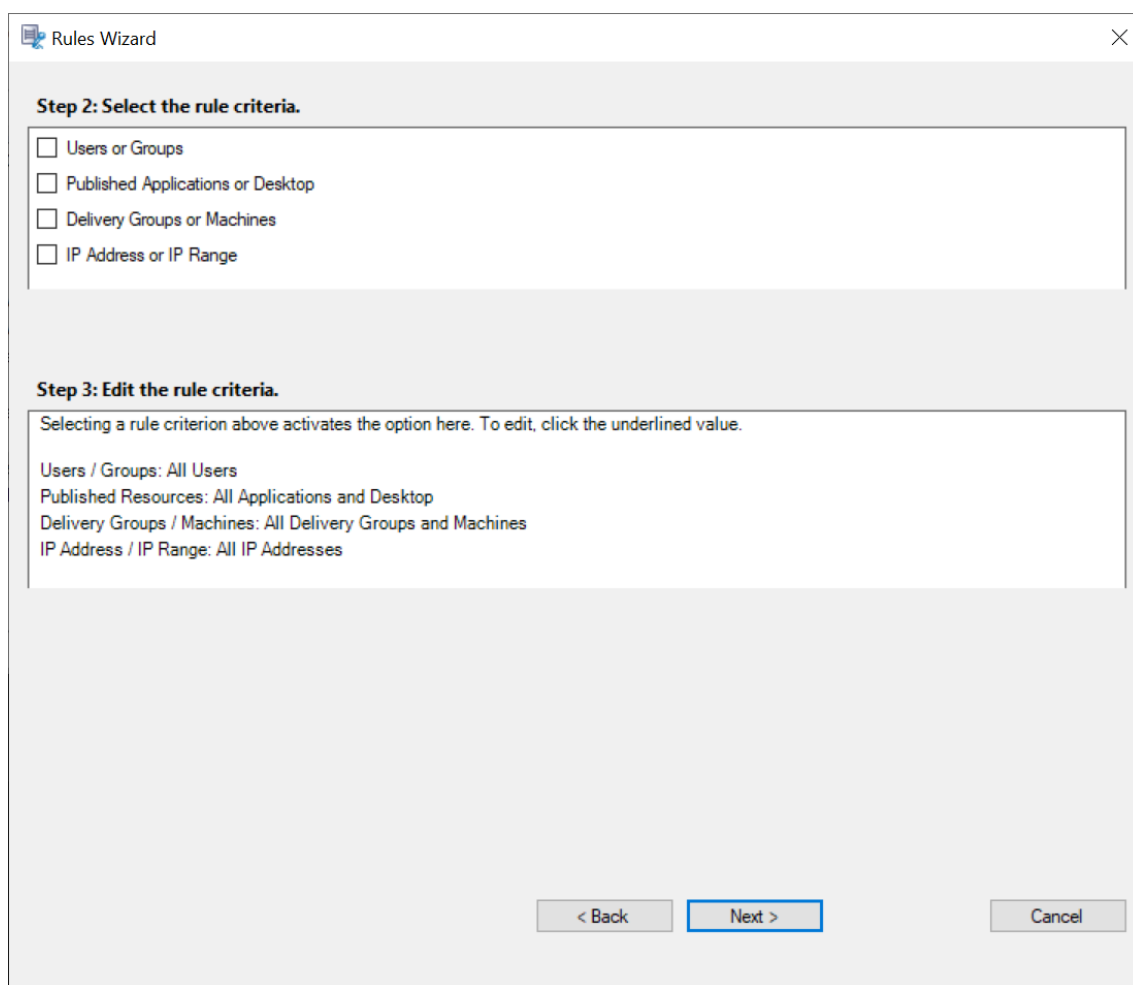 Rules Wizard
Step 2: Select the rule criteria.
Users or Groups
Published Applications or Desktop
Delivery Groups or Machines
IP Address or IP Range
Step 3: Edit the rule criteria.
Selecting a rule criterion above activates the option here. To edit, click the underlined value.
Users / Groups: All Users
Published Resources: All Applications and Desktop
Delivery Groups / Machines: All Delivery Groups and Machines
IP Address / IP Range: All IP Addresses
< Back Next > Cancel